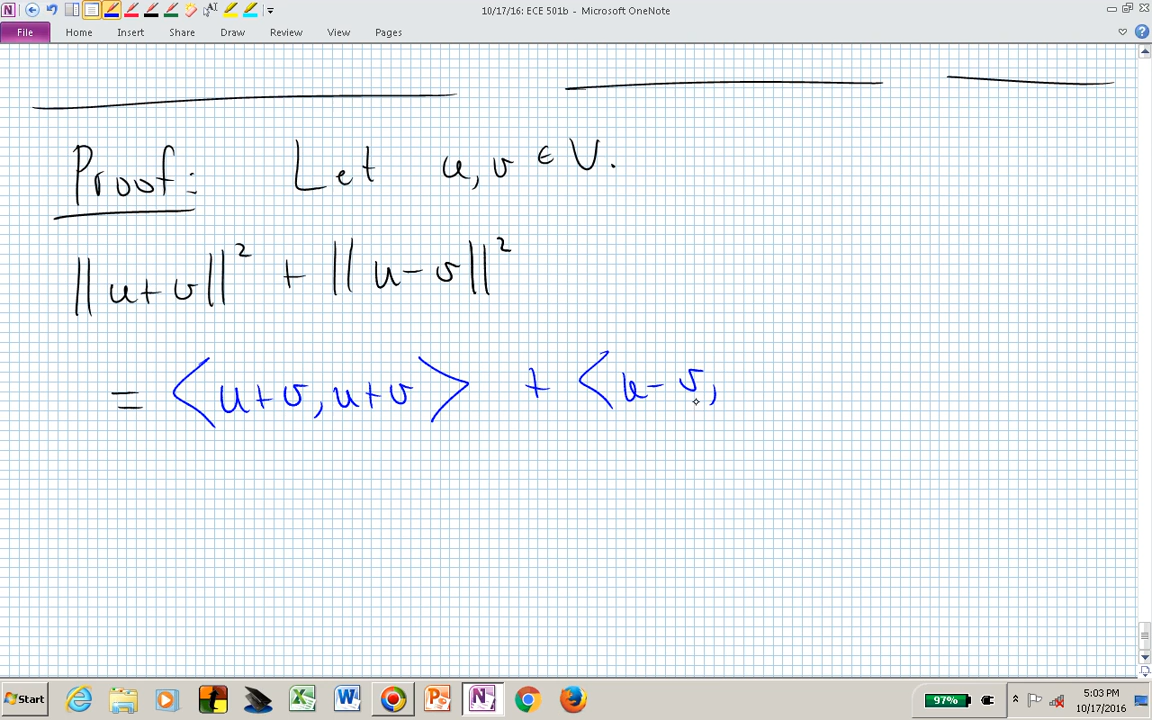 10/17/16: ECE 501b - Microsoft OneNote
File Home Insert Share Draw Review View Pages
Proof: Let u, v ∈ V.
||u+v||² + ||u-v||²
= <u+v, u+v> + <u-v,
Start 97% 5:03 PM
10/17/2016